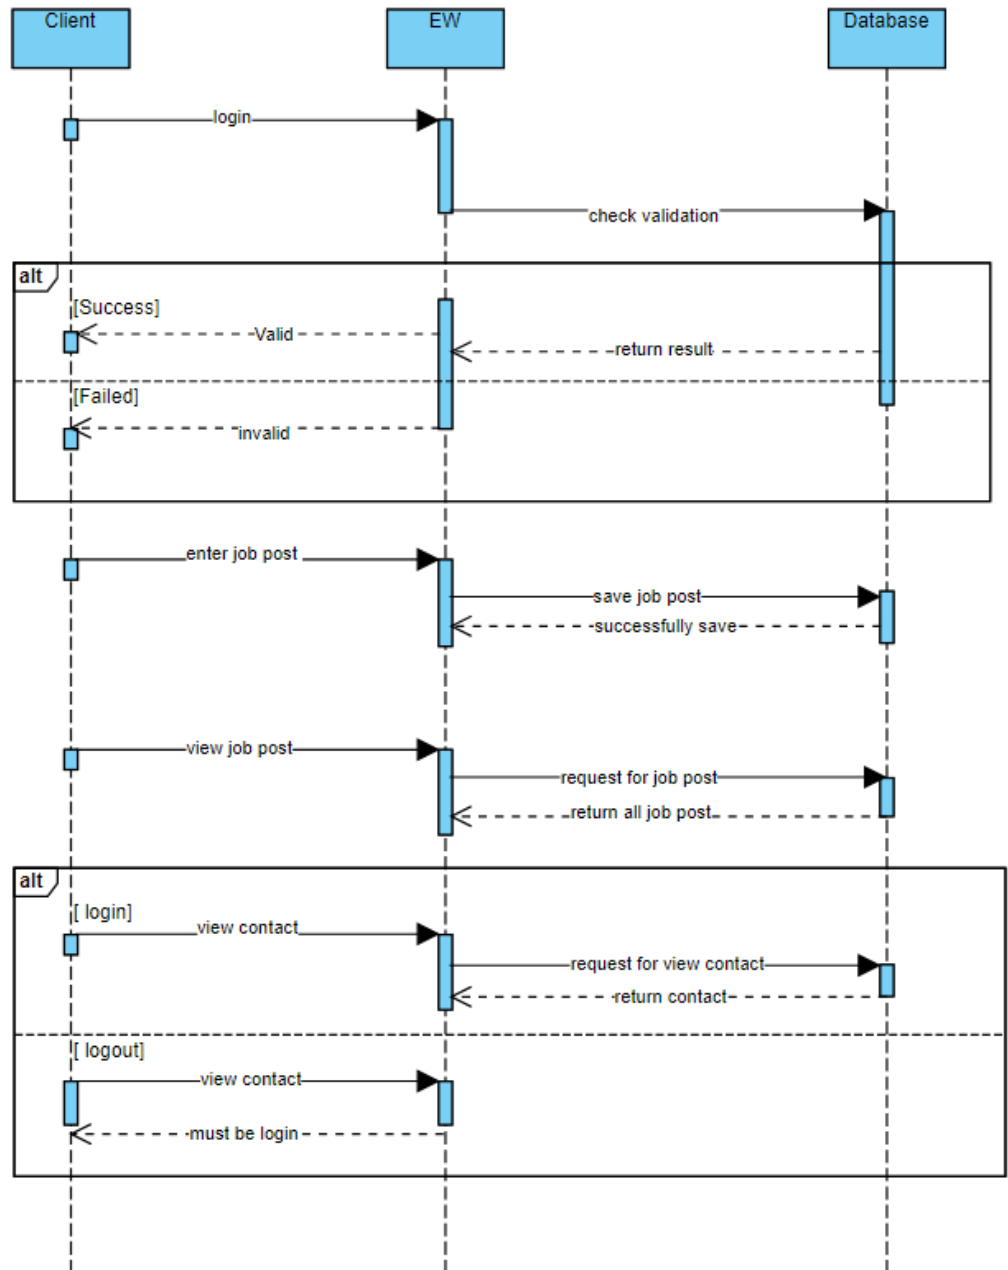 Client
EW
Database
login
check validation
alt
[Success]
Valid
return result
[Failed]
invalid
enter job post
save job post
successfully save
view job post
request for job post
return all job post
alt
[ login]
view contact
request for view contact
return contact
[ logout]
view contact
must be login